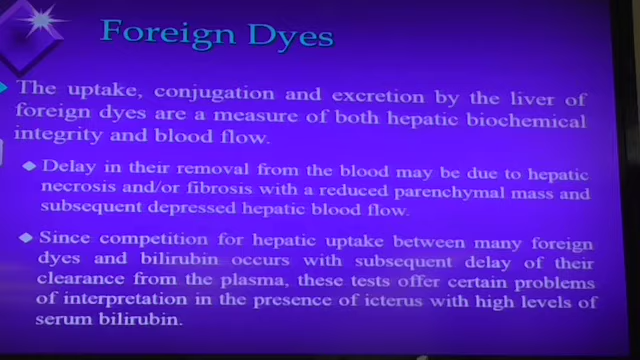 Foreign Dyes
The uptake, conjugation and excretion by the liver of
foreign dyes are a measure of both hepatic biochemical
integrity and blood flow.
Delay in their removal from the blood may be due to hepatic
necrosis and/or fibrosis with a reduced parenchymal mass and
subsequent depressed hepatic blood flow.
Since competition for hepatic uptake between many foreign
dyes and bilirubin occurs with subsequent delay of their
clearance from the plasma, these tests offer certain problems
of interpretation in the presence of icterus with high levels of
serum bilirubin.